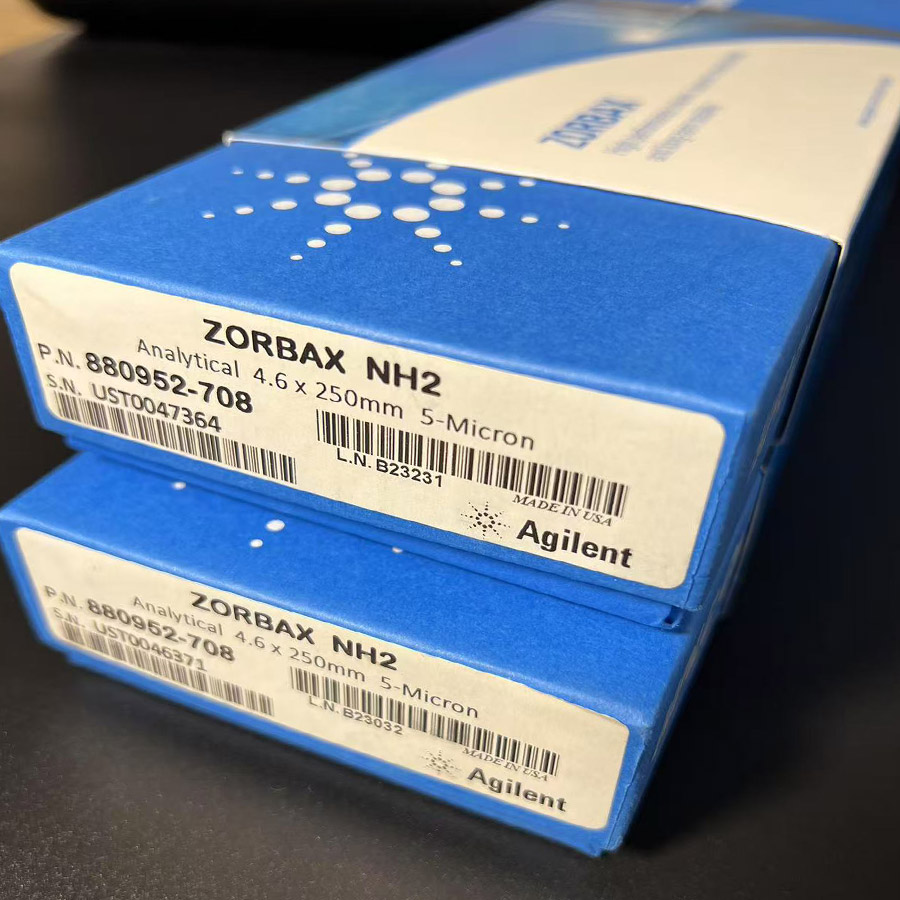 ZORBAX
ZORBAX NH2
Analytical 4.6 x 250mm 5-Micron
P.N. 880952-708
S.N. UST0047364
L.N. B23231
MADE IN USA
Agilent
ZORBAX NH2
Analytical 4.6 x 250mm 5-Micron
P.N. 880952-708
S.N. UST0046371
L.N. B23032
MADE IN USA
Agilent